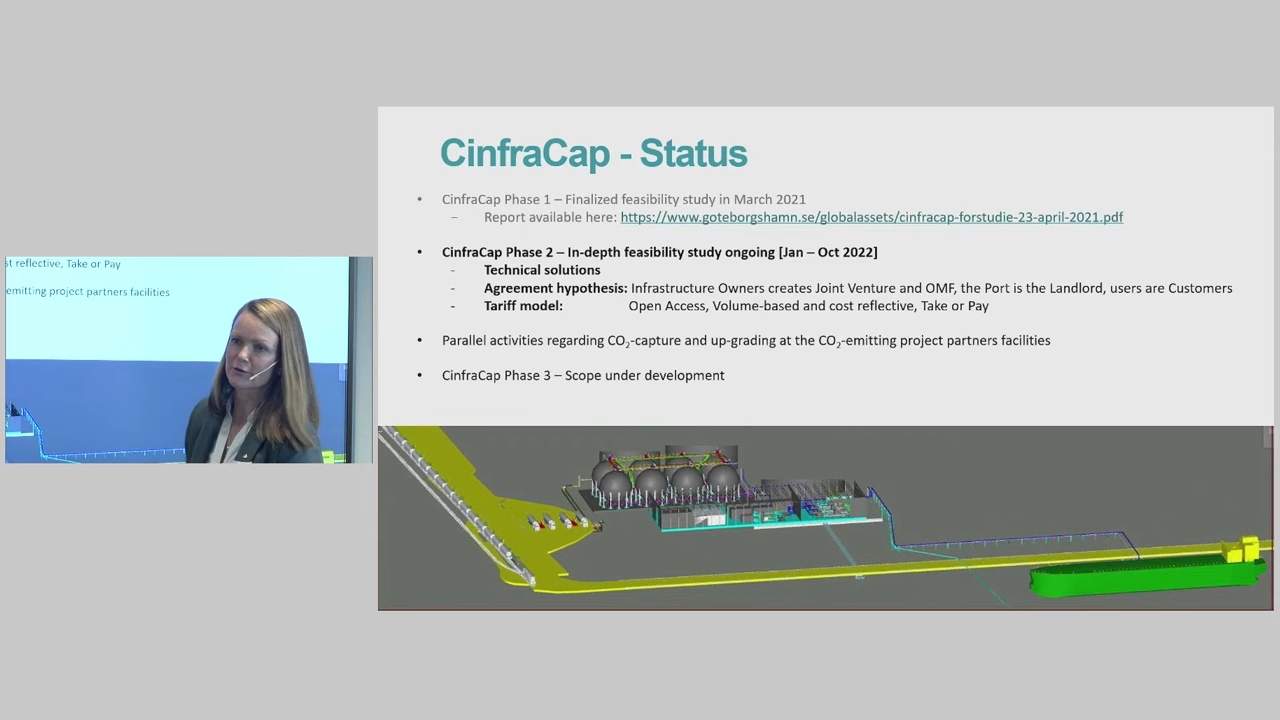 CinfraCap - Status
• CinfraCap Phase 1 – Finalized feasibility study in March 2021
– Report available here: https://www.goteborgshamn.se/globalassets/cinfracap-forstudie-23-april-2021.pdf
• CinfraCap Phase 2 – In-depth feasibility study ongoing [Jan – Oct 2022]
- Technical solutions
- Agreement hypothesis: Infrastructure Owners creates Joint Venture and OMF, the Port is the Landlord, users are Customers
- Tariff model: Open Access, Volume-based and cost reflective, Take or Pay
• Parallel activities regarding CO₂-capture and up-grading at the CO₂-emitting project partners facilities
• CinfraCap Phase 3 – Scope under development
st reflective, Take or Pay
emitting project partners facilities